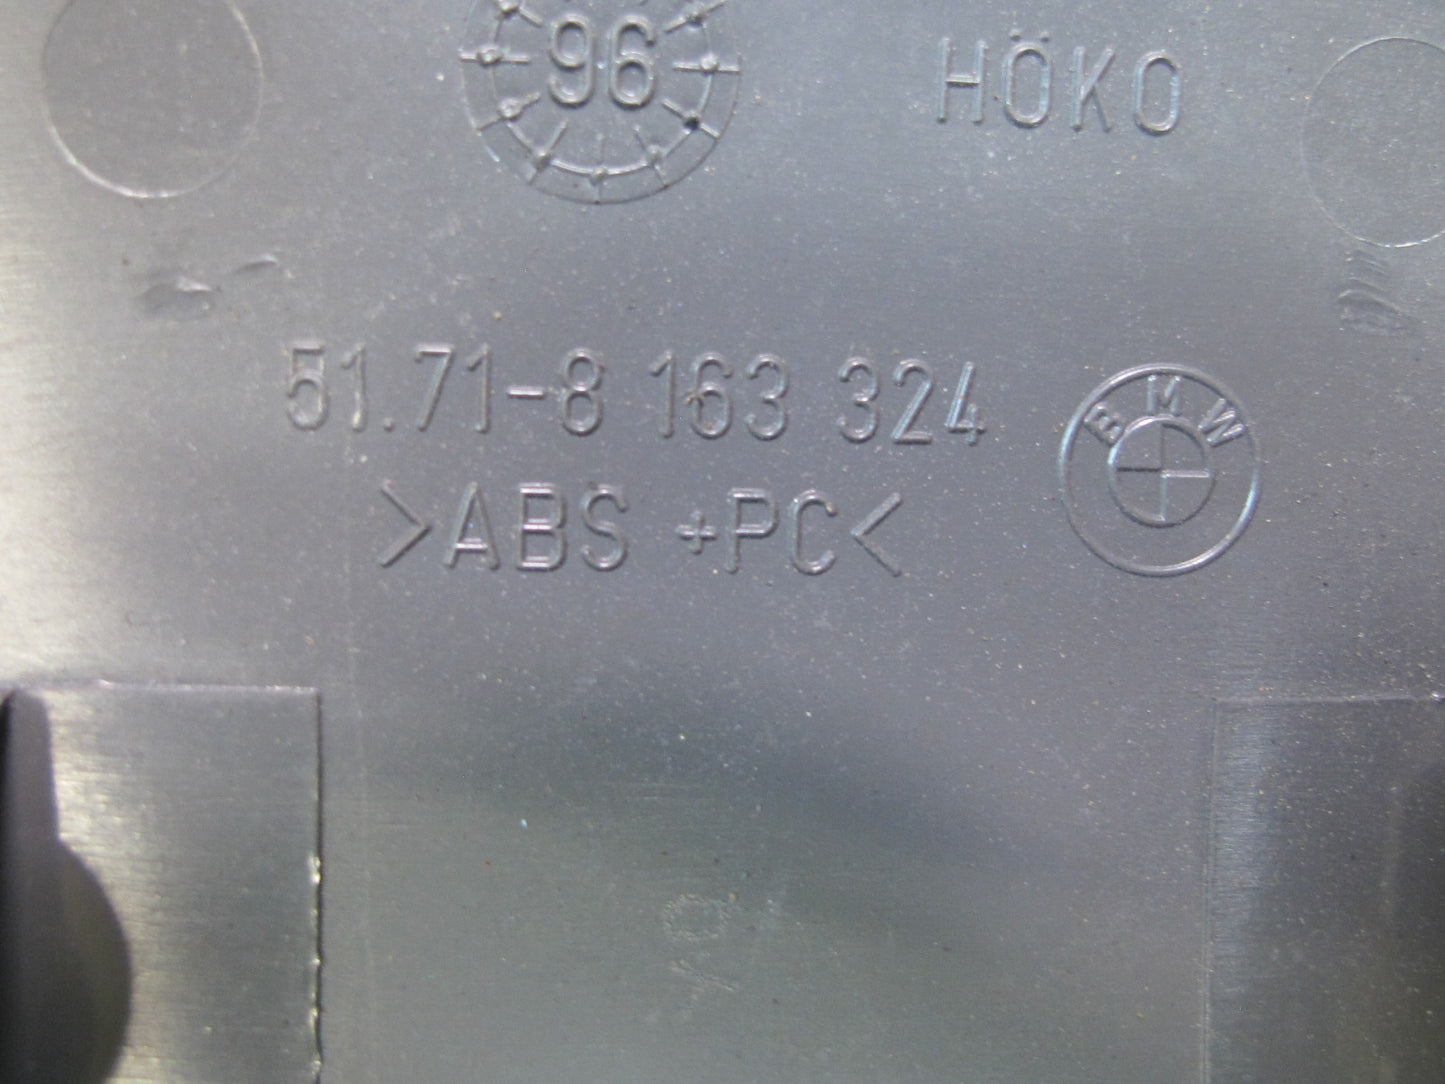 96
HÖKO
51.71-8 163 324
BMW
>ABS +PC<